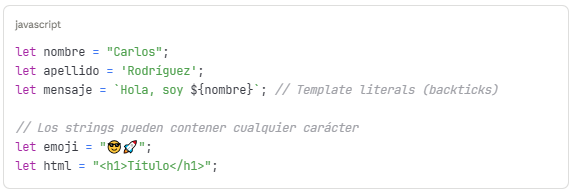 javascript
let nombre = "Carlos";
let apellido = 'Rodríguez';
let mensaje = `Hola, soy ${nombre}`; // Template literals (backticks)
// Los strings pueden contener cualquier carácter
let emoji = "😎🚀";
let html = "<h1>Título</h1>";